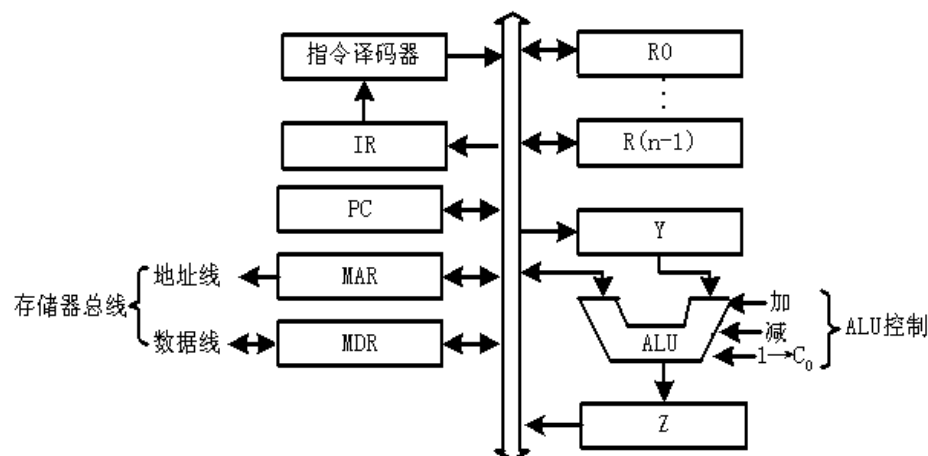 指令译码器
R0
IR
R(n-1)
PC
Y
地址线
MAR
存储器总线
数据线
MDR
加
减
1→C₀
ALU控制
ALU
Z